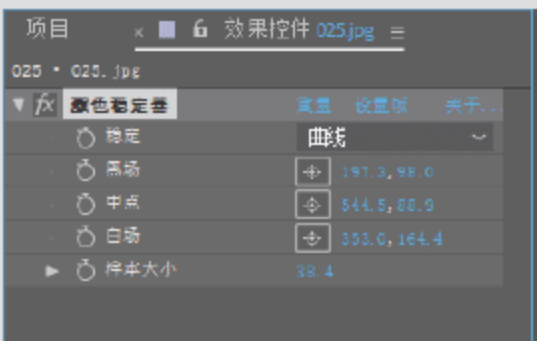 项目 × 效果控件 025.jpg ≡
025 • 025.jpg
fx 颜色稳定器 重置 设置帧 关于...
稳定 曲线
黑场 197.3,98.0
中点 544.5,88.9
白场 353.0,164.4
样本大小 38.4